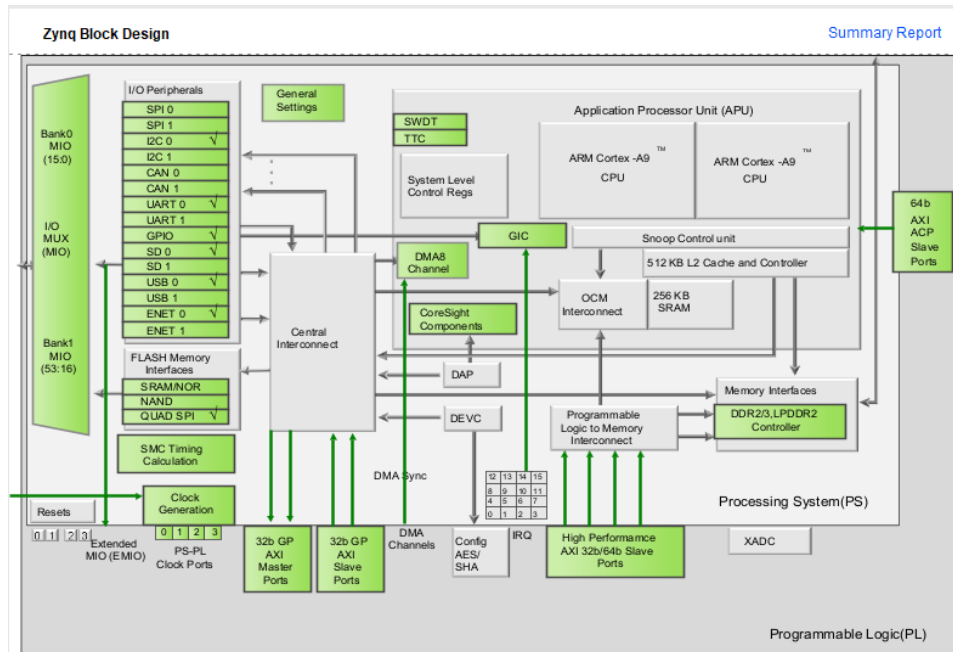 Zynq Block Design
Summary Report
I/O Peripherals
SPI 0
SPI 1
I2C 0 √
I2C 1
CAN 0
CAN 1
UART 0 √
UART 1
GPIO √
SD 0 √
SD 1
USB 0 √
USB 1
ENET 0 √
ENET 1
Bank0
MIO
(15:0)
I/O
MUX
(MIO)
Bank1
MIO
(53:16)
FLASH Memory
Interfaces
SRAM/NOR
NAND
QUAD SPI √
SMC Timing
Calculation
General
Settings
Application Processor Unit (APU)
SWDT
TTC
System Level
Control Regs
ARM Cortex -A9 ™
CPU
ARM Cortex -A9 ™
CPU
GIC
Snoop Control unit
512 KB L2 Cache and Controller
DMA8
Channel
OCM
Interconnect
256 KB
SRAM
CoreSight
Components
Central
Interconnect
DAP
DEVC
Programmable
Logic to Memory
Interconnect
Memory Interfaces
DDR2/3,LPDDR2
Controller
64b
AXI
ACP
Slave
Ports
DMA Sync
12 13 14 15
8 9 10 11
4 5 6 7
0 1 2 3
Processing System(PS)
Resets
Clock
Generation
0 1 2 3
Extended
MIO (EMIO)
0 1 2 3
PS-PL
Clock Ports
32b GP
AXI
Master
Ports
32b GP
AXI
Slave
Ports
DMA
Channels
Config
AES/
SHA
IRQ
High Performamce
AXI 32b/64b Slave
Ports
XADC
Programmable Logic(PL)